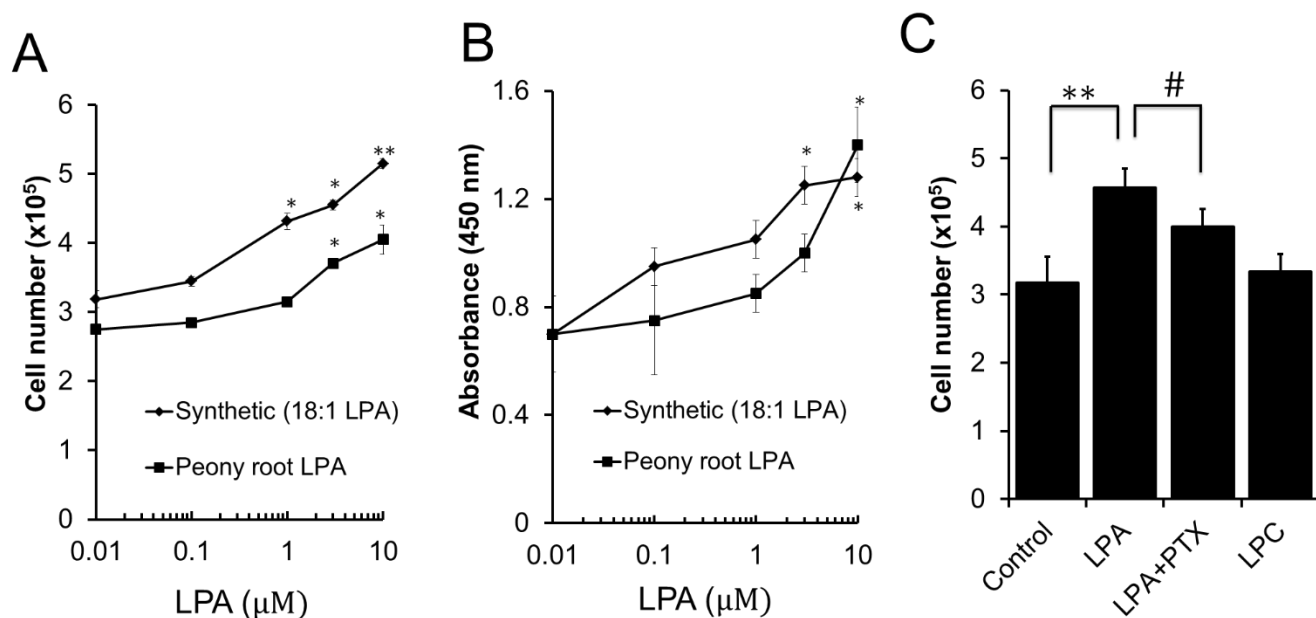 A
Cell number (x10⁵)
6
5
4
3
2
1
0
**
*
*
*
*
Synthetic (18:1 LPA)
Peony root LPA
0.01 0.1 1 10
LPA (μM)
B
Absorbance (450 nm)
1.6
1.2
0.8
0.4
0
*
*
*
Synthetic (18:1 LPA)
Peony root LPA
0.01 0.1 1 10
LPA (μM)
C
Cell number (x10⁵)
6
5
4
3
2
1
0
** #
Control
LPA
LPA+PTX
LPC